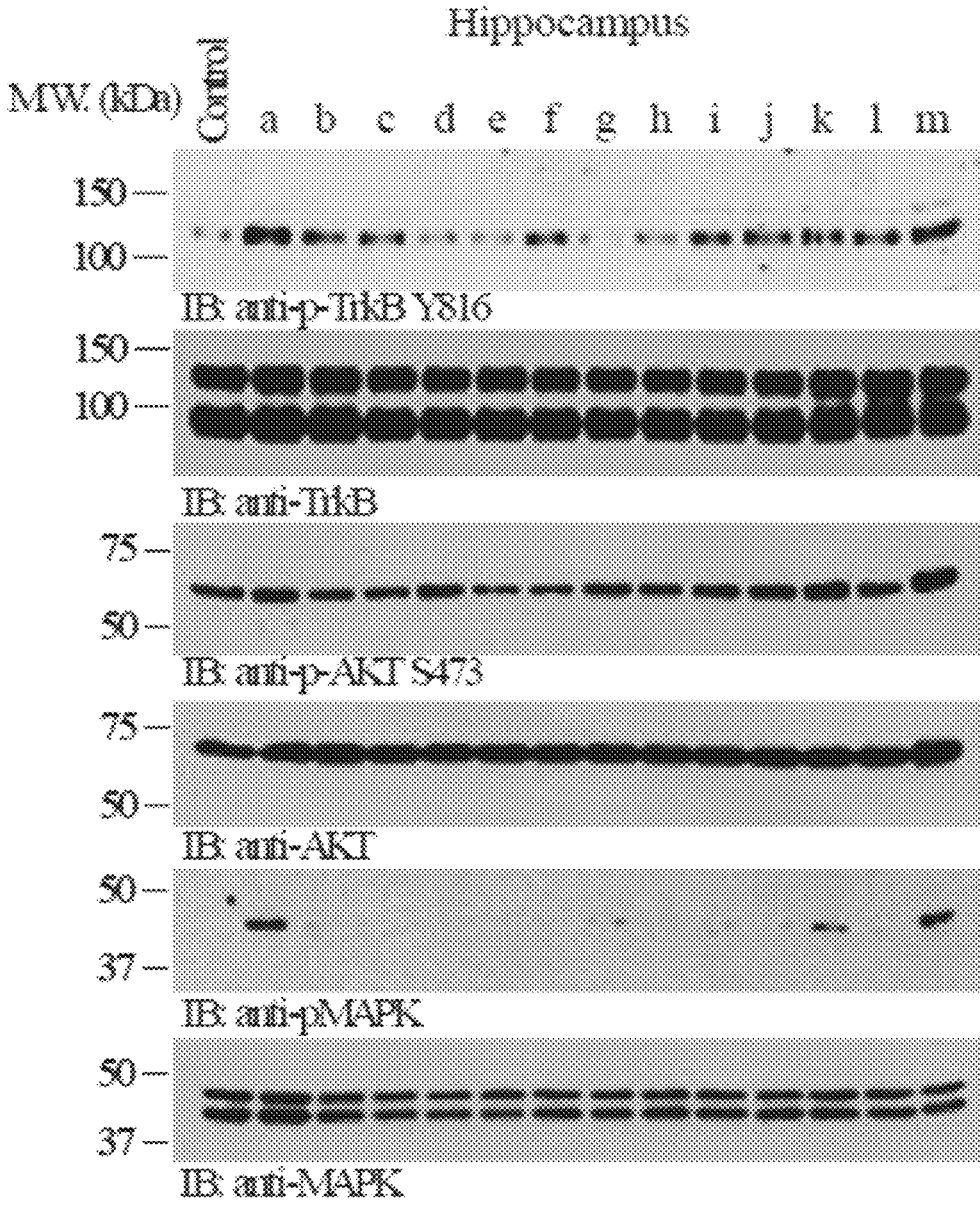 Hippocampus
MW. (kDa) Control a b c d e f g h i j k l m
150
100
IB: anti-p-TrkB Y816
150
100
IB: anti-TrkB
75
50
IB: anti-p-AKT S473
75
50
IB: anti-AKT
50
37
IB: anti-pMAPK
50
37
IB: anti-MAPK